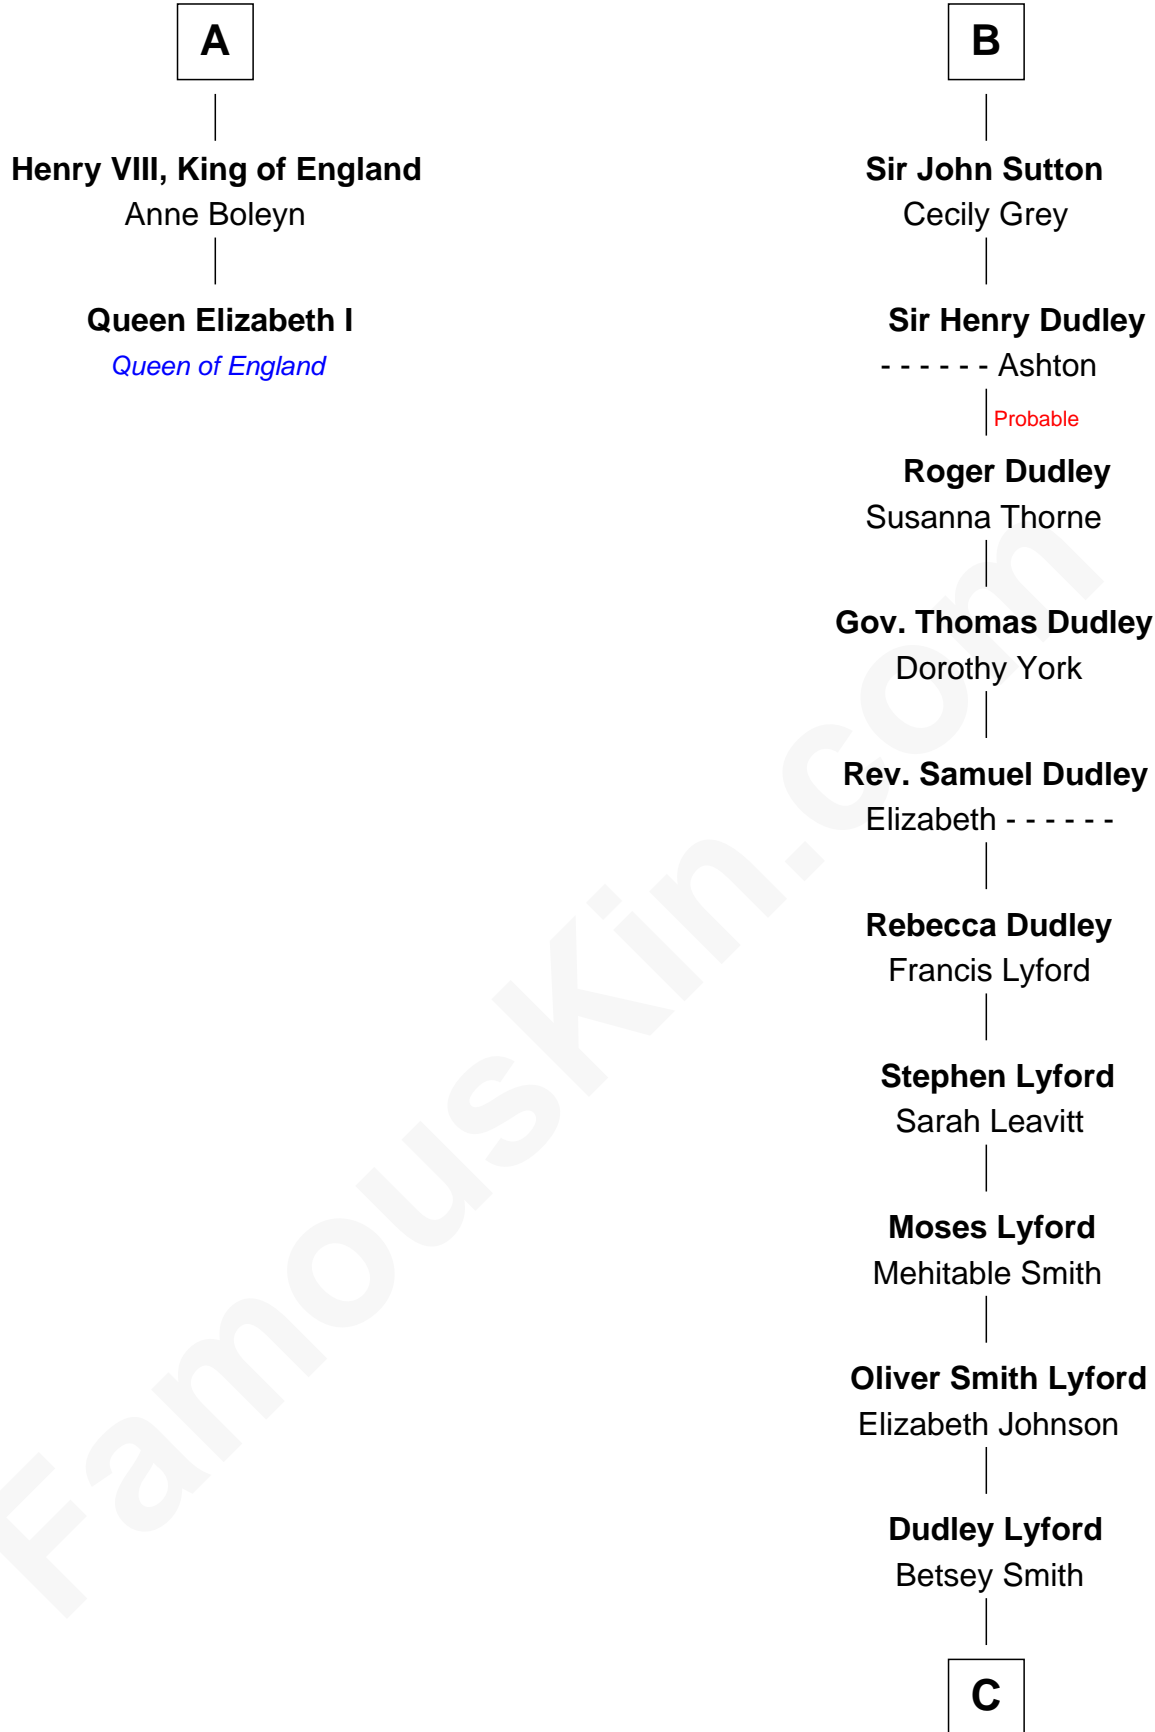 A
Henry VIII, King of England
Anne Boleyn
Queen Elizabeth I
Queen of England
B
Sir John Sutton
Cecily Grey
Sir Henry Dudley
- - - - - - Ashton
Probable
Roger Dudley
Susanna Thorne
Gov. Thomas Dudley
Dorothy York
Rev. Samuel Dudley
Elizabeth - - - - - -
Rebecca Dudley
Francis Lyford
Stephen Lyford
Sarah Leavitt
Moses Lyford
Mehitable Smith
Oliver Smith Lyford
Elizabeth Johnson
Dudley Lyford
Betsey Smith
C
FamousKin.com